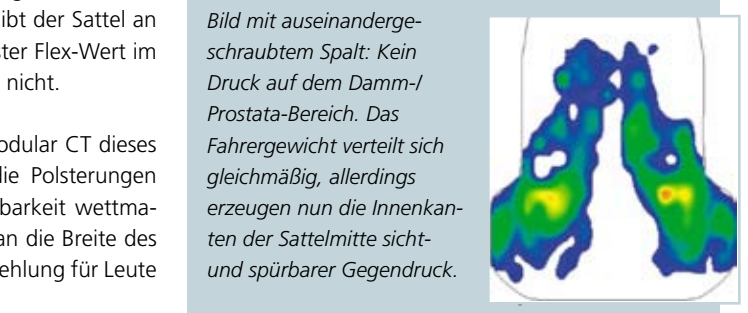 ibt der Sattel an
ster Flex-Wert im
nicht.
odular CT dieses
die Polsterungen
barkeit wettma-
an die Breite des
ehlung für Leute
Bild mit auseinanderge-
schraubtem Spalt: Kein
Druck auf dem Damm-/
Prostata-Bereich. Das
Fahrergewicht verteilt sich
gleichmäßig, allerdings
erzeugen nun die Innenkan-
ten der Sattelmitte sicht-
und spürbarer Gegendruck.